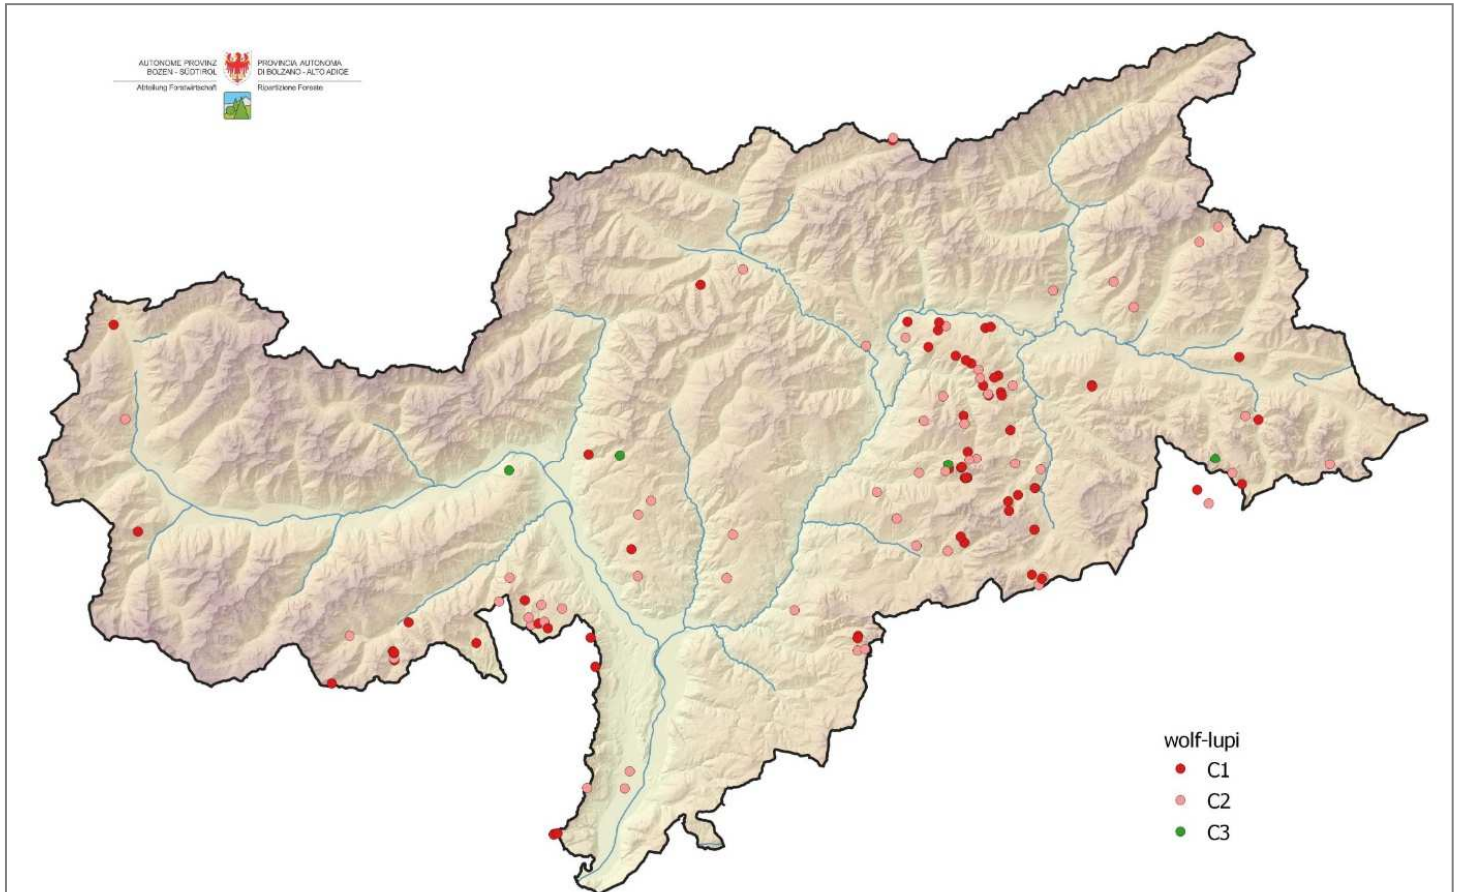 AUTONOME PROVINZ
BOZEN - SÜDTIROL
Abteilung Forstwirtschaft
PROVINCIA AUTONOMA
DI BOLZANO - ALTO ADIGE
Ripartizione Foreste
wolf-lupi
C1
C2
C3